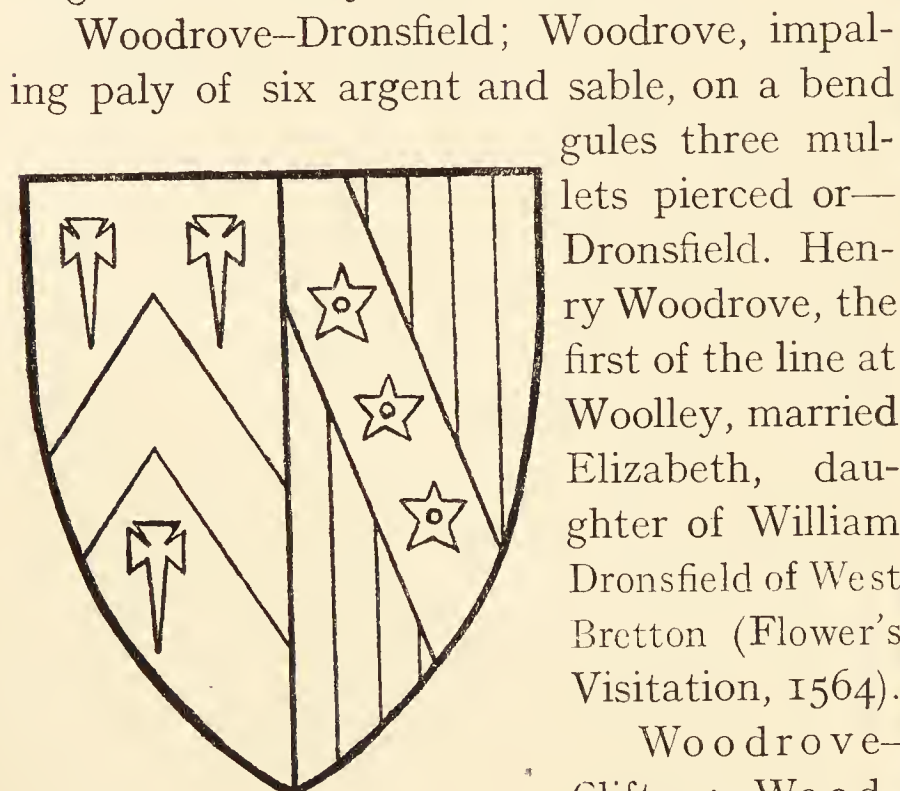 Woodrove–Dronsfield; Woodrove, impal-
ing paly of six argent and sable, on a bend
gules three mul-
lets pierced or—
Dronsfield. Hen-
ry Woodrove, the
first of the line at
Woolley, married
Elizabeth, dau-
ghter of William
Dronsfield of West
Bretton (Flower's
Visitation, 1564).
Woodrove–